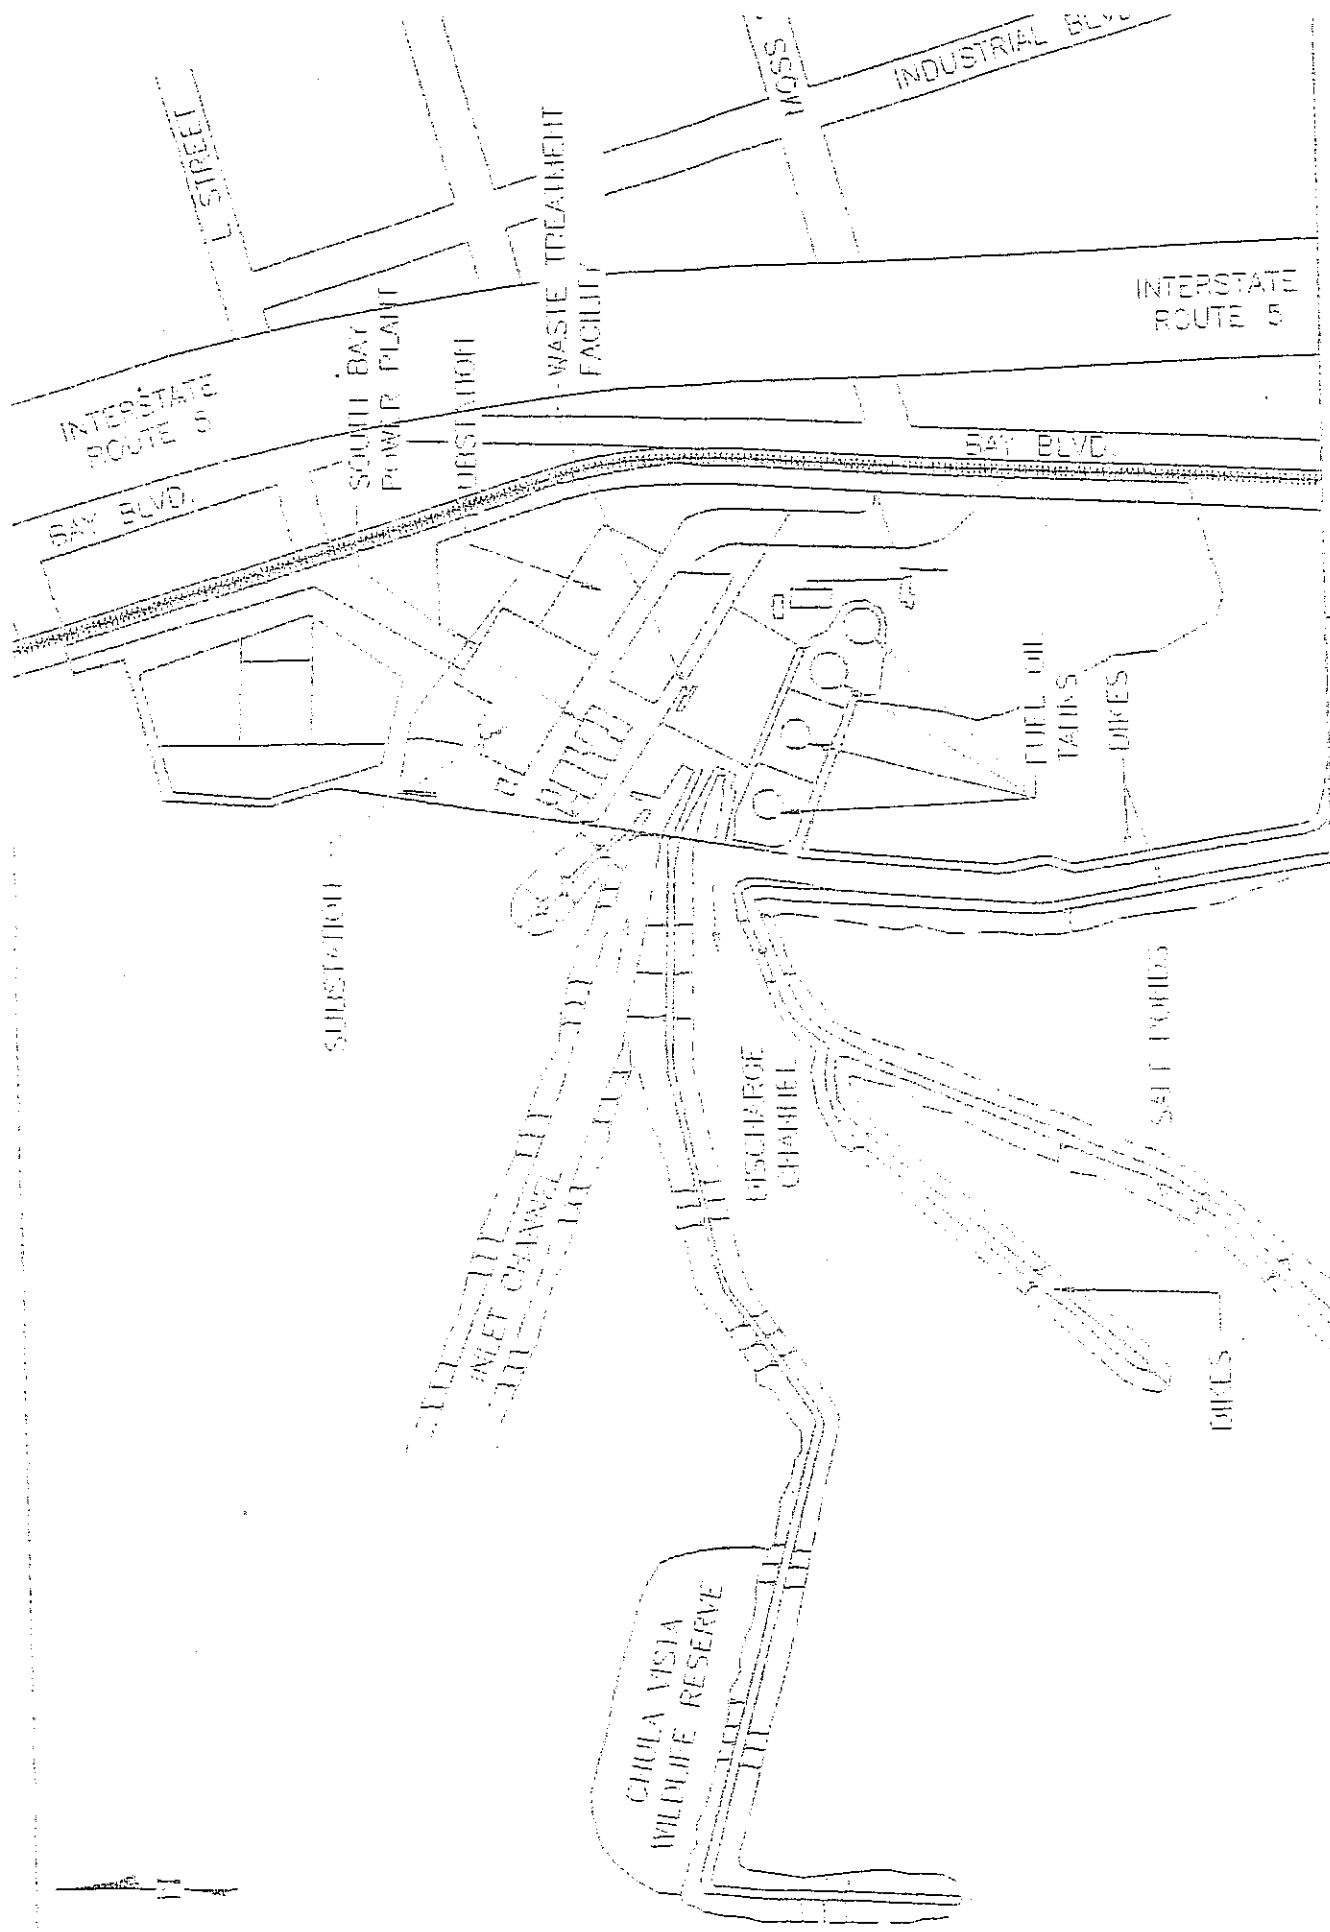 L STREET
MOSS
INDUSTRIAL BLVD
INTERSTATE
ROUTE 5
INTERSTATE
ROUTE 5
BAY BLVD.
BAY BLVD.
SOUTH BAY
POWER PLANT
UBSTATION
WASTE TREATMENT
FACILITY
FUEL OIL
TANKS
DIKES
SUBSTATION
SALT PONDS
DISCHARGE
CHANNEL
INLET CHANNEL
DIKES
CHULA VISTA
WILDLIFE RESERVE